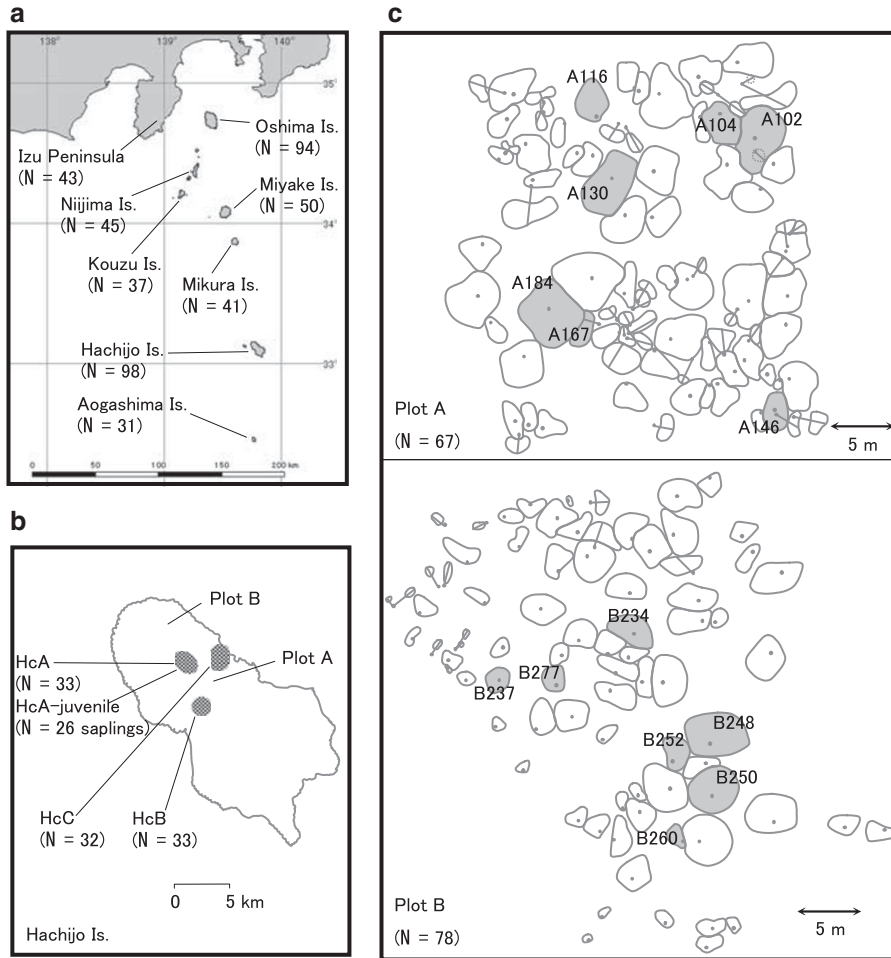 a
138°
139°
140°
35°
Oshima Is.
(N = 94)
Izu Peninsula
(N = 43)
Niijima Is.
(N = 45)
Miyake Is.
(N = 50)
34°
Kouzu Is.
(N = 37)
Mikura Is.
(N = 41)
Hachijo Is.
(N = 98)
33°
Aogashima Is.
(N = 31)
0 50 100 150 200 km
b
Plot B
HcA
(N = 33)
Plot A
HcA-juvenile
(N = 26 saplings)
HcC
(N = 32)
HcB
(N = 33)
0 5 km
Hachijo Is.
c
A116
A104
A102
A130
A184
A167
A146
Plot A
(N = 67)
5 m
B234
B277
B237
B248
B252
B250
B260
Plot B
(N = 78)
5 m